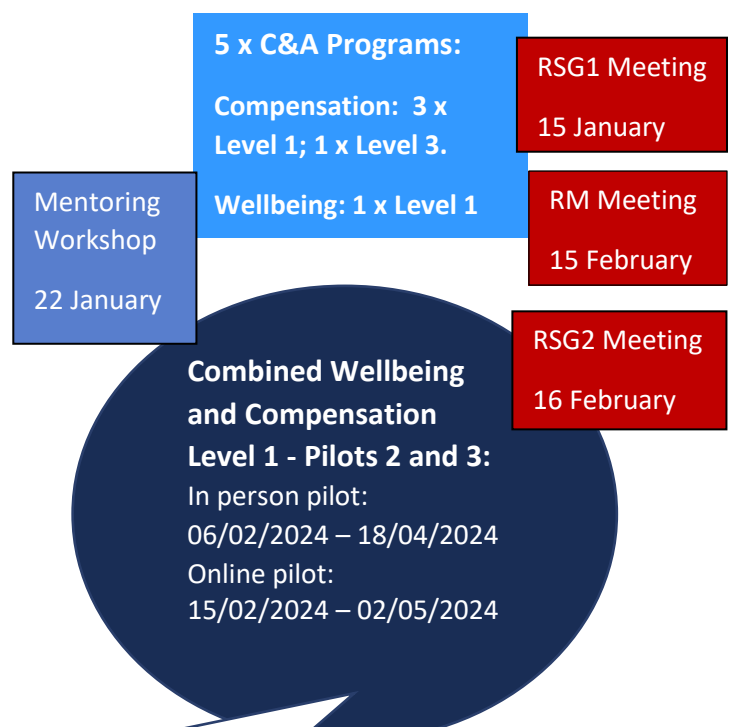 5 x C&A Programs:
Compensation: 3 x
Level 1; 1 x Level 3.
Wellbeing: 1 x Level 1
RSG1 Meeting
15 January
Mentoring
Workshop
22 January
RM Meeting
15 February
RSG2 Meeting
16 February
Combined Wellbeing
and Compensation
Level 1 - Pilots 2 and 3:
In person pilot:
06/02/2024 – 18/04/2024
Online pilot:
15/02/2024 – 02/05/2024